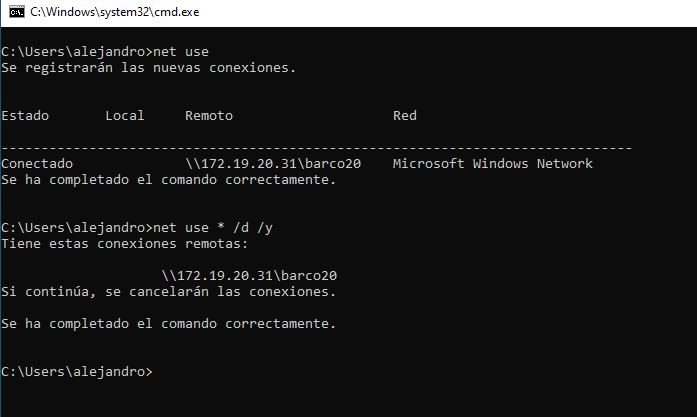 C:\Windows\system32\cmd.exe
C:\Users\alejandro>net use
Se registrarán las nuevas conexiones.
Estado       Local     Remoto                    Red
-------------------------------------------------------------------------------
Conectado              \\172.19.20.31\barco20    Microsoft Windows Network
Se ha completado el comando correctamente.
C:\Users\alejandro>net use * /d /y
Tiene estas conexiones remotas:
                    \\172.19.20.31\barco20
Si continúa, se cancelarán las conexiones.
Se ha completado el comando correctamente.
C:\Users\alejandro>